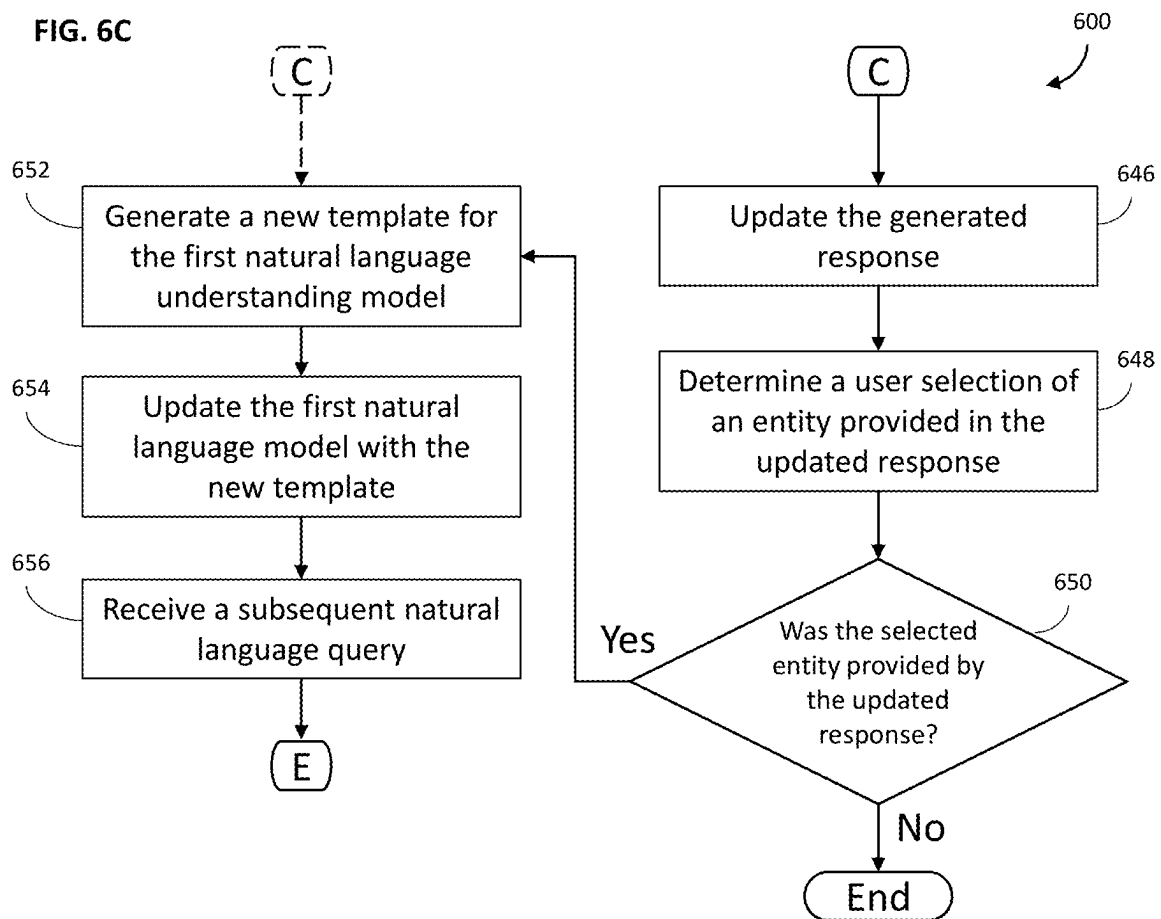 FIG. 6C
600
C
C
652
Generate a new template for
the first natural language
understanding model
646
Update the generated
response
654
Update the first natural
language model with the
new template
648
Determine a user selection of
an entity provided in the
updated response
656
Receive a subsequent natural
language query
650
Was the selected
entity provided by
the updated
response?
Yes
E
No
End